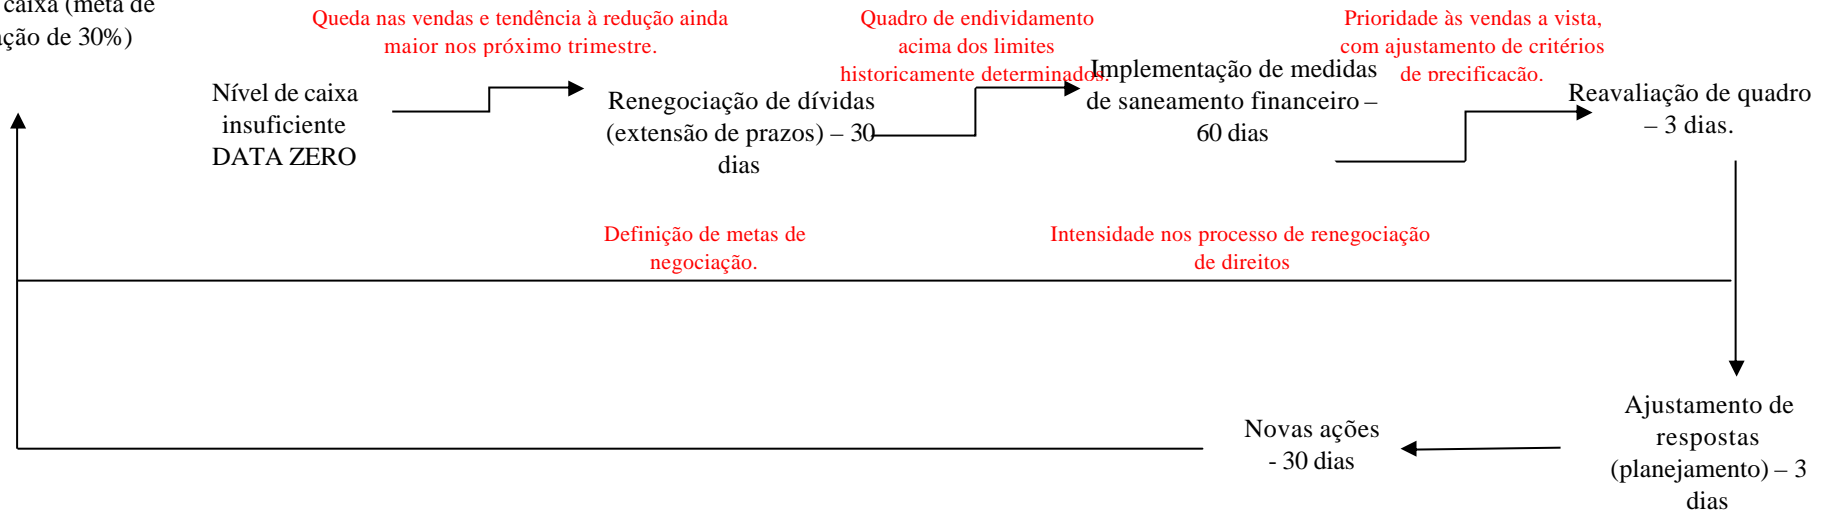 caixa (meta de
ação de 30%)
Queda nas vendas e tendência à redução ainda
maior nos próximo trimestre.
Quadro de endividamento
acima dos limites
historicamente determinados.
Prioridade às vendas a vista,
com ajustamento de critérios
de precificação.
Nível de caixa
insuficiente
DATA ZERO
Renegociação de dívidas
(extensão de prazos) – 30
dias
Implementação de medidas
de saneamento financeiro –
60 dias
Reavaliação de quadro
– 3 dias.
Definição de metas de
negociação.
Intensidade nos processo de renegociação
de direitos
Novas ações
- 30 dias
Ajustamento de
respostas
(planejamento) – 3
dias